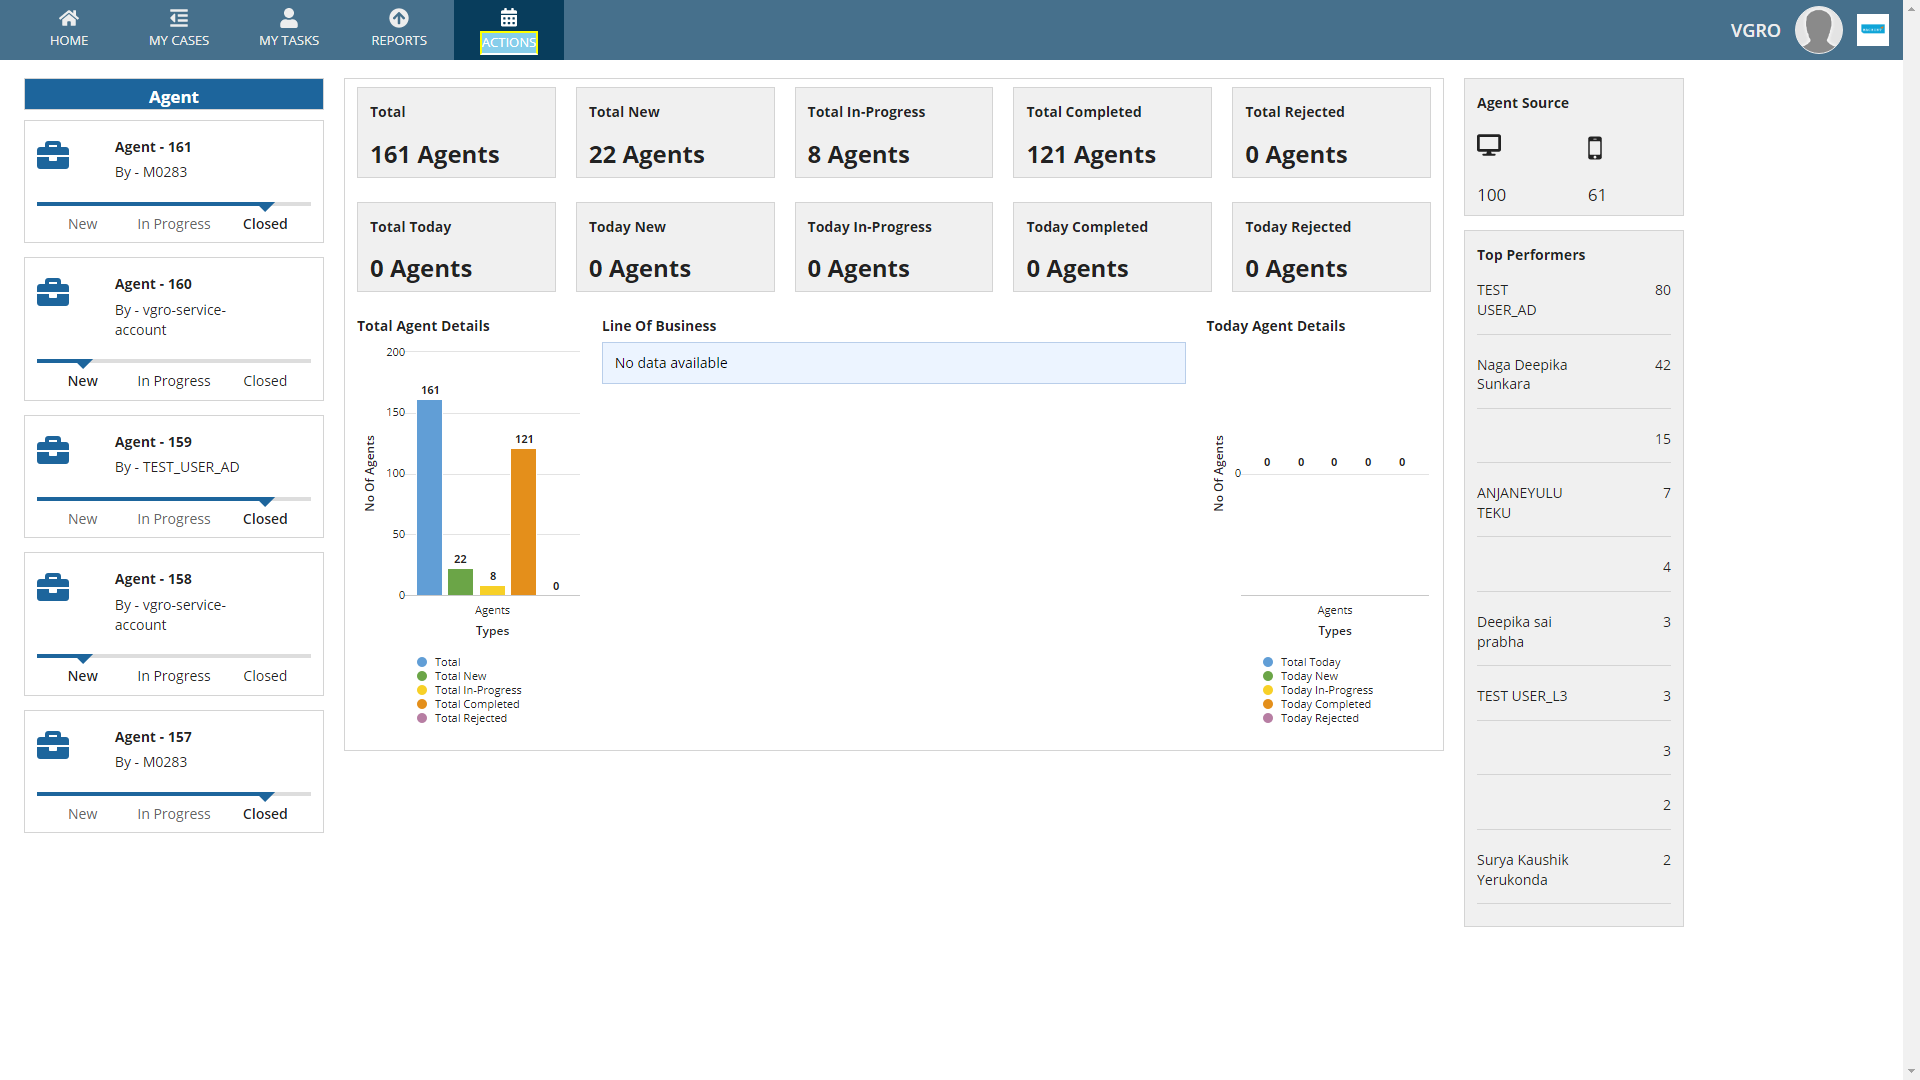 HOME
MY CASES
MY TASKS
REPORTS
ACTIONS
VGRO
Agent
Agent - 161
By - M0283
New
In Progress
Closed
Agent - 160
By - vgro-service-
account
New
In Progress
Closed
Agent - 159
By - TEST_USER_AD
New
In Progress
Closed
Agent - 158
By - vgro-service-
account
New
In Progress
Closed
Agent - 157
By - M0283
New
In Progress
Closed
Total
161 Agents
Total New
22 Agents
Total In-Progress
8 Agents
Total Completed
121 Agents
Total Rejected
0 Agents
Total Today
0 Agents
Today New
0 Agents
Today In-Progress
0 Agents
Today Completed
0 Agents
Today Rejected
0 Agents
Total Agent Details
200
150
100
50
0
No Of Agents
161
22
8
121
0
Agents
Types
Total
Total New
Total In-Progress
Total Completed
Total Rejected
Line Of Business
No data available
Today Agent Details
No Of Agents
0
0
0
0
0
0
Agents
Types
Total Today
Today New
Today In-Progress
Today Completed
Today Rejected
Agent Source
100
61
Top Performers
TEST
USER_AD
80
Naga Deepika
Sunkara
42
15
ANJANEYULU
TEKU
7
4
Deepika sai
prabha
3
TEST USER_L3
3
3
2
Surya Kaushik
Yerukonda
2